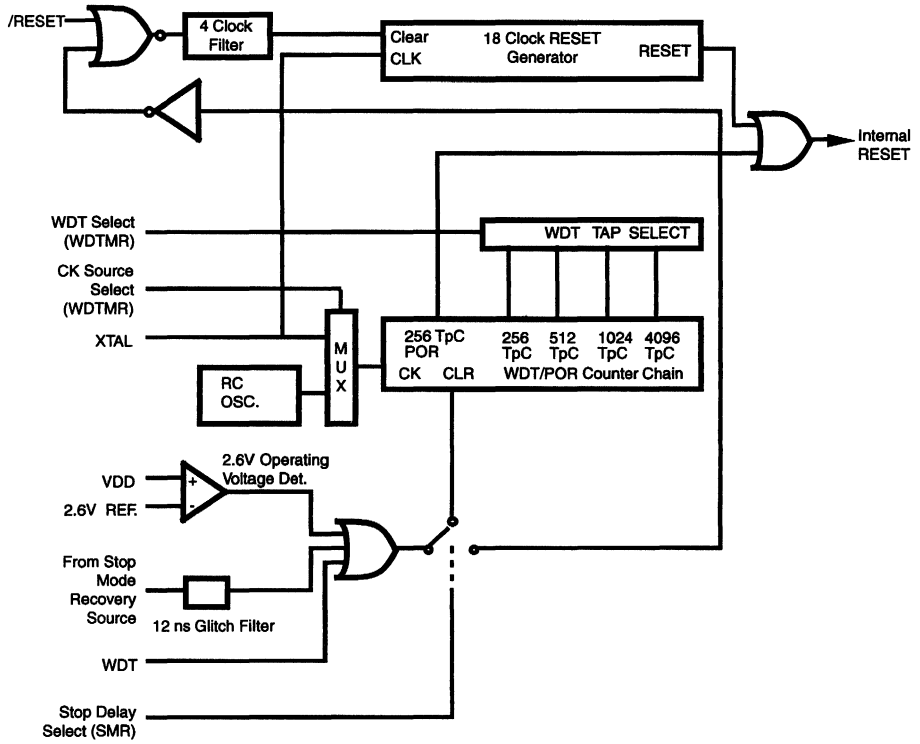 /RESET
4 Clock
Filter
Clear
CLK
18 Clock RESET
Generator
RESET
Internal
RESET
WDT Select
(WDTMR)
WDT TAP SELECT
CK Source
Select
(WDTMR)
XTAL
M
U
X
RC
OSC.
256 TpC
POR
256
TpC
512
TpC
1024
TpC
4096
TpC
CK
CLR
WDT/POR Counter Chain
2.6V Operating
Voltage Det.
VDD
+
2.6V REF.
-
From Stop
Mode
Recovery
Source
12 ns Glitch Filter
WDT
Stop Delay
Select (SMR)